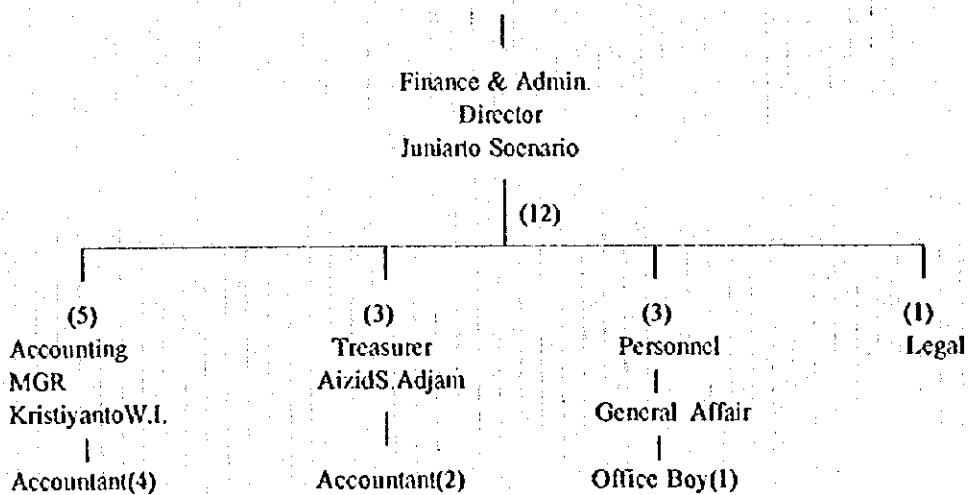 Finance & Admin.
Director
Juniarto Soenario
(12)
(5)
Accounting
MGR
KristiyantoW.I.
Accountant(4)
(3)
Treasurer
AizidS.Adjam
Accountant(2)
(3)
Personnel
General Affair
Office Boy(1)
(1)
Legal